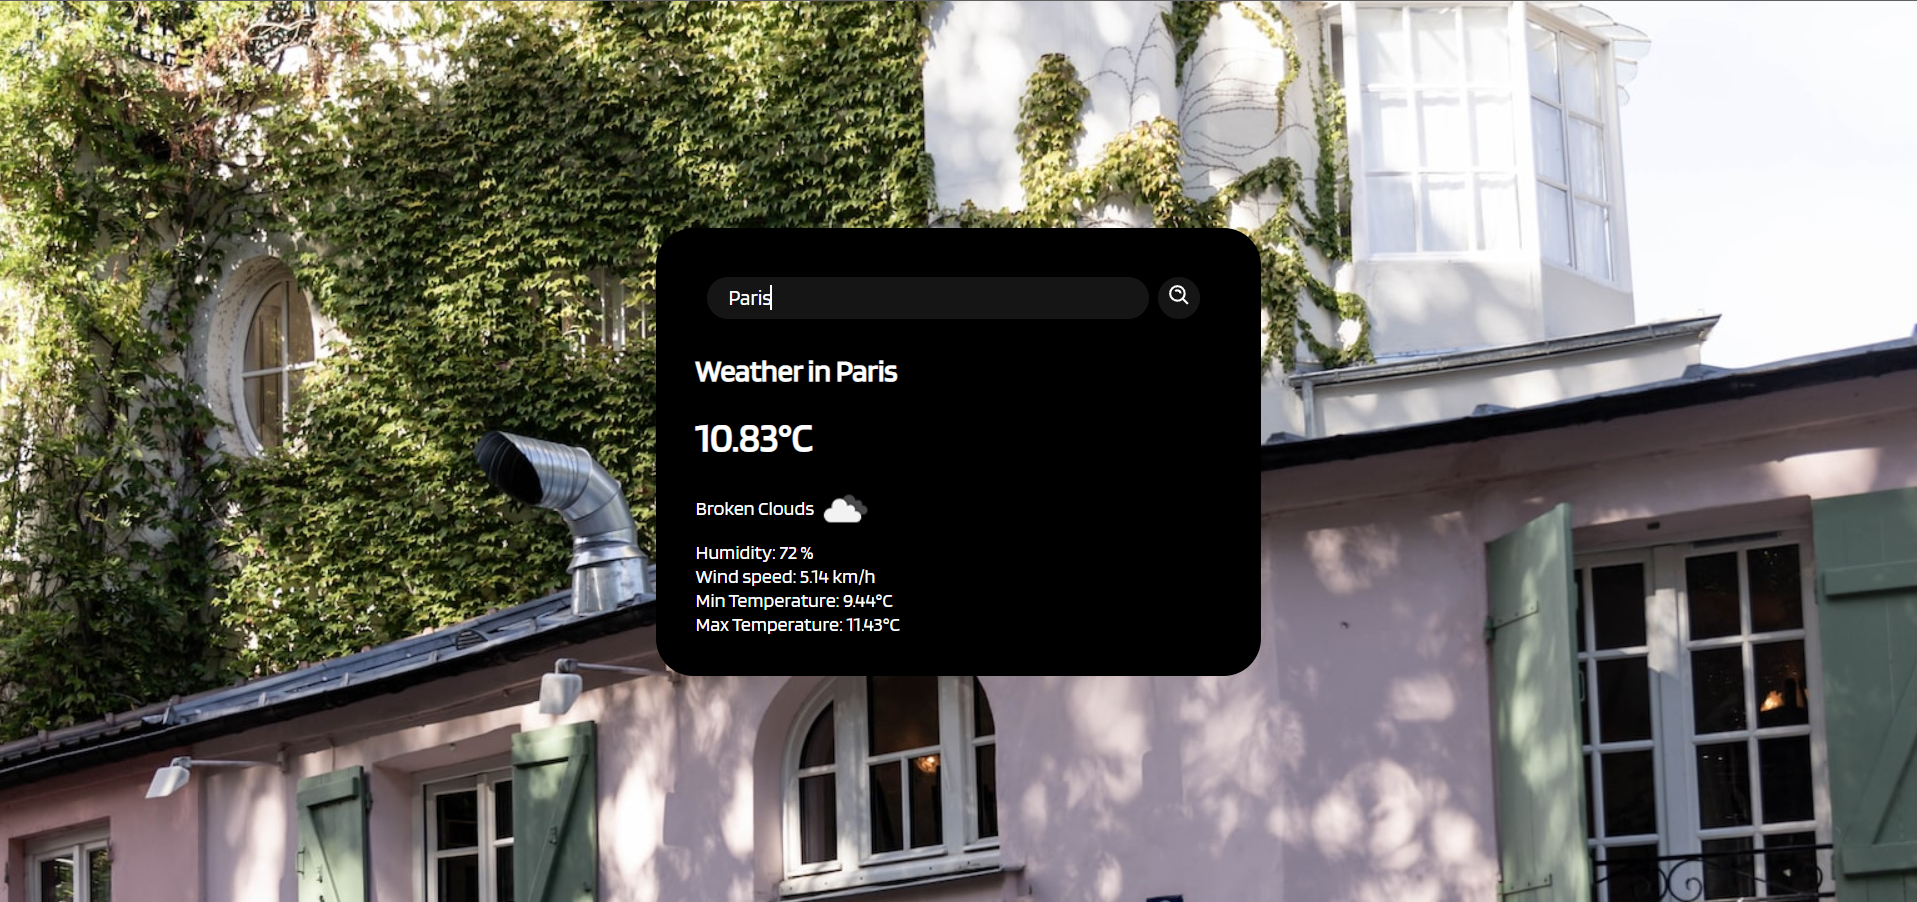 Paris
Weather in Paris
10.83°C
Broken Clouds
Humidity: 72 %
Wind speed: 5.14 km/h
Min Temperature: 9.44°C
Max Temperature: 11.43°C